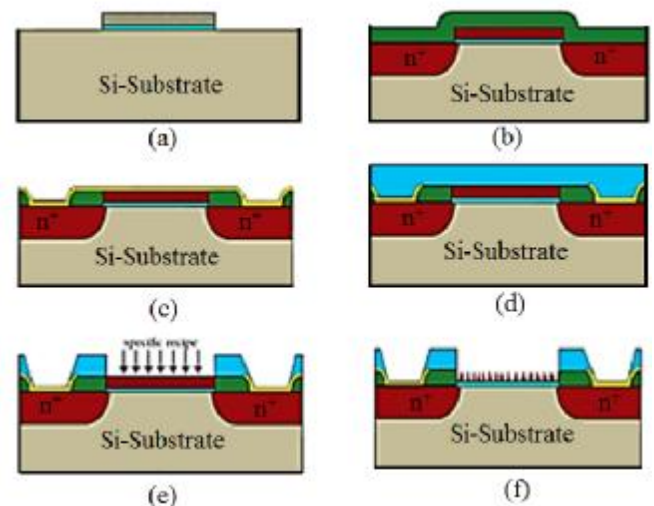 Si-Substrate
(a)
n⁺ n⁺
Si-Substrate
(b)
n⁺ n⁺
Si-Substrate
(c)
n⁺ n⁺
Si-Substrate
(d)
specific recipe
n⁺ n⁺
Si-Substrate
(e)
n⁺ n⁺
Si-Substrate
(f)